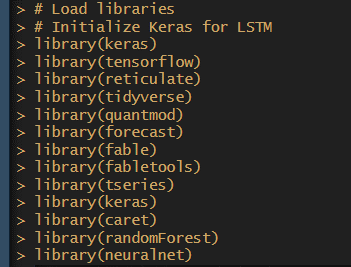 > # Load libraries
> # Initialize Keras for LSTM
> library(keras)
> library(tensorflow)
> library(reticulate)
> library(tidyverse)
> library(quantmod)
> library(forecast)
> library(fable)
> library(fabletools)
> library(tseries)
> library(keras)
> library(caret)
> library(randomForest)
> library(neuralnet)